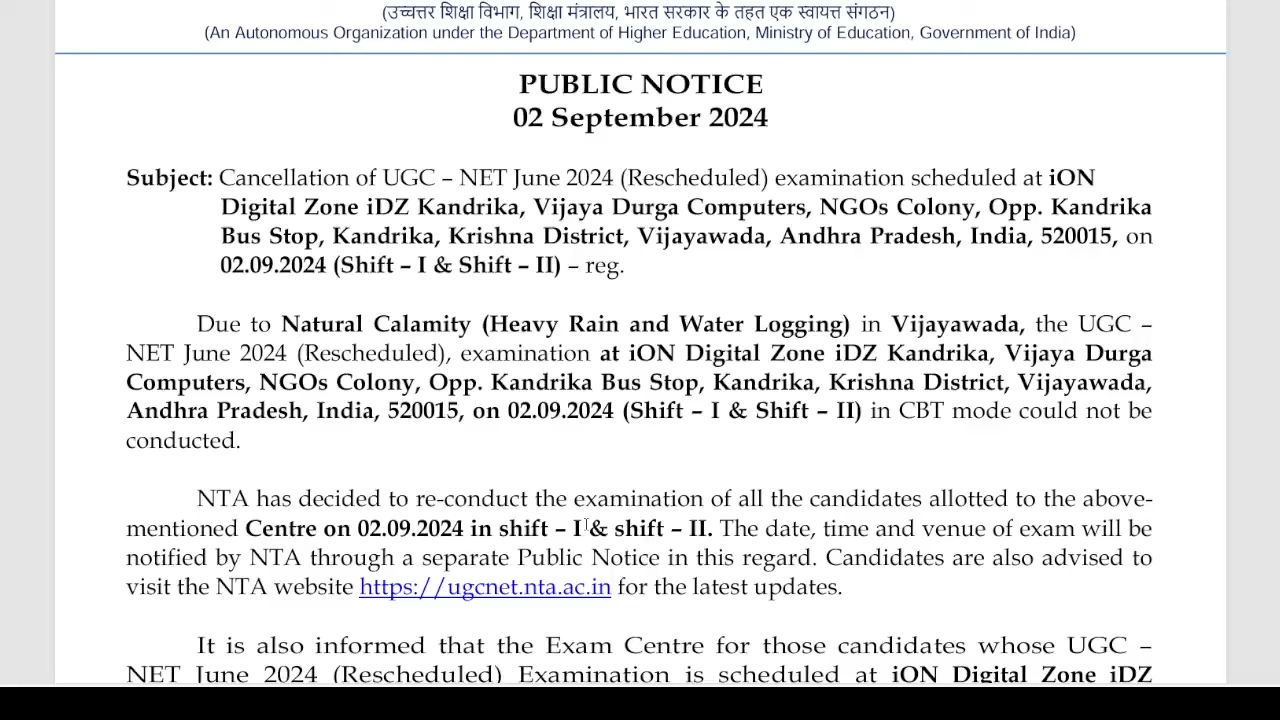 (उच्चत्तर शिक्षा विभाग, शिक्षा मंत्रालय, भारत सरकार के तहत एक स्वायत्त संगठन)
(An Autonomous Organization under the Department of Higher Education, Ministry of Education, Government of India)
PUBLIC NOTICE
02 September 2024
Subject: Cancellation of UGC – NET June 2024 (Rescheduled) examination scheduled at iON
Digital Zone iDZ Kandrika, Vijaya Durga Computers, NGOs Colony, Opp. Kandrika
Bus Stop, Kandrika, Krishna District, Vijayawada, Andhra Pradesh, India, 520015, on
02.09.2024 (Shift – I & Shift – II) – reg.
Due to Natural Calamity (Heavy Rain and Water Logging) in Vijayawada, the UGC –
NET June 2024 (Rescheduled), examination at iON Digital Zone iDZ Kandrika, Vijaya Durga
Computers, NGOs Colony, Opp. Kandrika Bus Stop, Kandrika, Krishna District, Vijayawada,
Andhra Pradesh, India, 520015, on 02.09.2024 (Shift – I & Shift – II) in CBT mode could not be
conducted.
NTA has decided to re-conduct the examination of all the candidates allotted to the above-
mentioned Centre on 02.09.2024 in shift – I & shift – II. The date, time and venue of exam will be
notified by NTA through a separate Public Notice in this regard. Candidates are also advised to
visit the NTA website https://ugcnet.nta.ac.in for the latest updates.
It is also informed that the Exam Centre for those candidates whose UGC –
NET June 2024 (Rescheduled) Examination is scheduled at iON Digital Zone iDZ